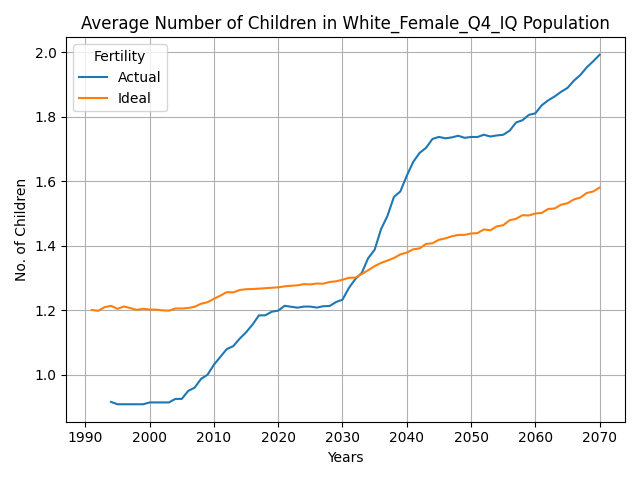 Average Number of Children in White_Female_Q4_IQ Population
Fertility
Actual
Ideal
No. of Children
2.0
1.8
1.6
1.4
1.2
1.0
1990 2000 2010 2020 2030 2040 2050 2060 2070
Years